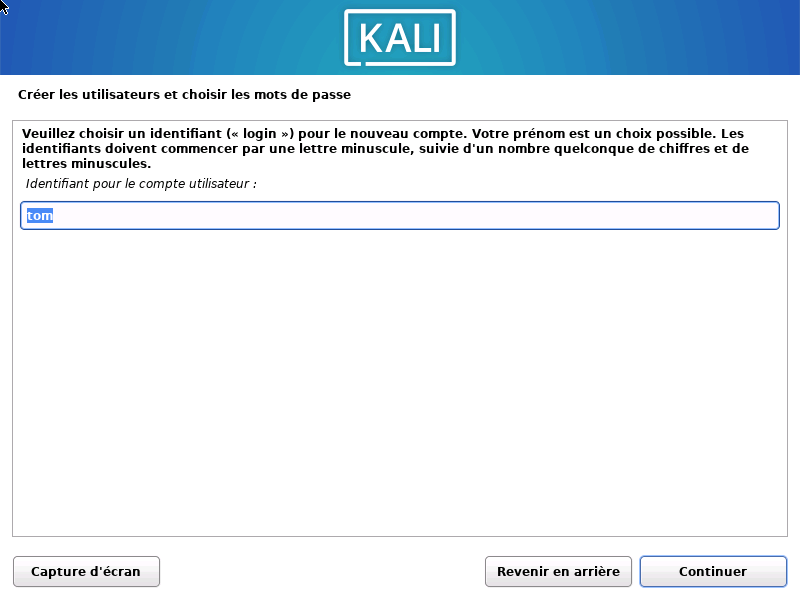 KALI
Créer les utilisateurs et choisir les mots de passe
Veuillez choisir un identifiant (« login ») pour le nouveau compte. Votre prénom est un choix possible. Les
identifiants doivent commencer par une lettre minuscule, suivie d'un nombre quelconque de chiffres et de
lettres minuscules.
Identifiant pour le compte utilisateur :
tom
Capture d'écran
Revenir en arrière
Continuer